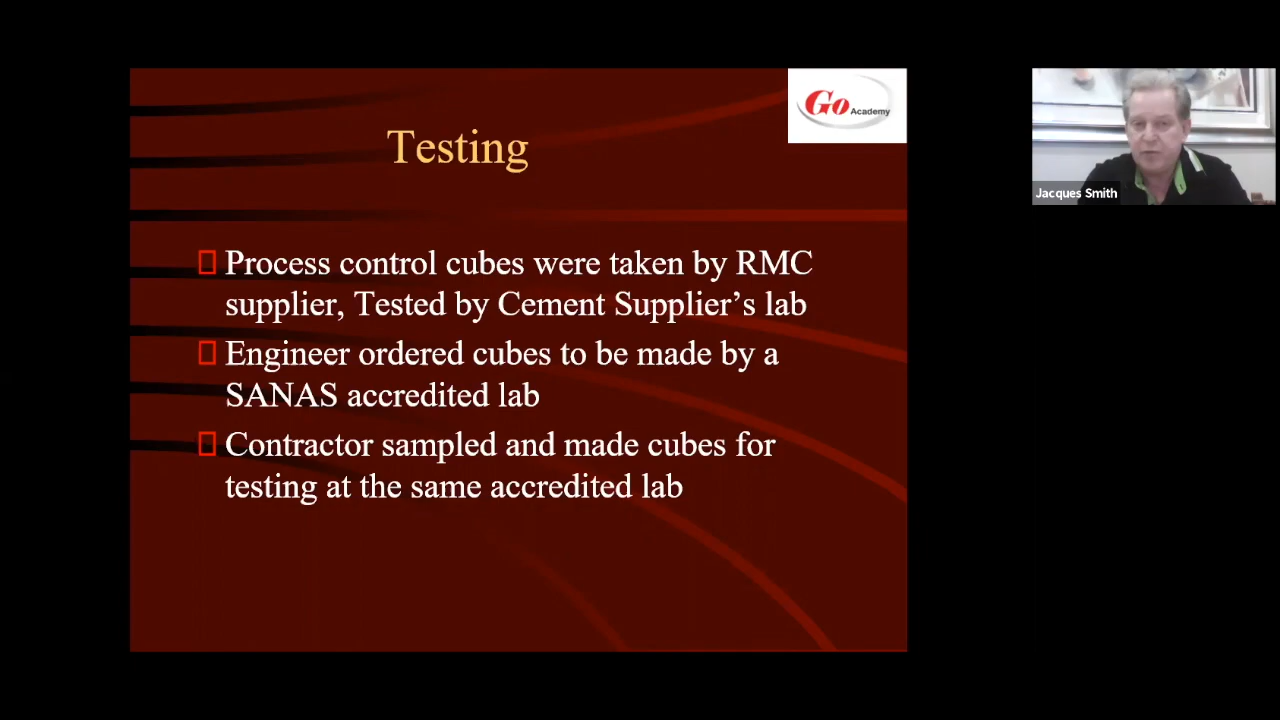 Go Academy
Testing
Process control cubes were taken by RMC
supplier, Tested by Cement Supplier’s lab
Engineer ordered cubes to be made by a
SANAS accredited lab
Contractor sampled and made cubes for
testing at the same accredited lab
Jacques Smith